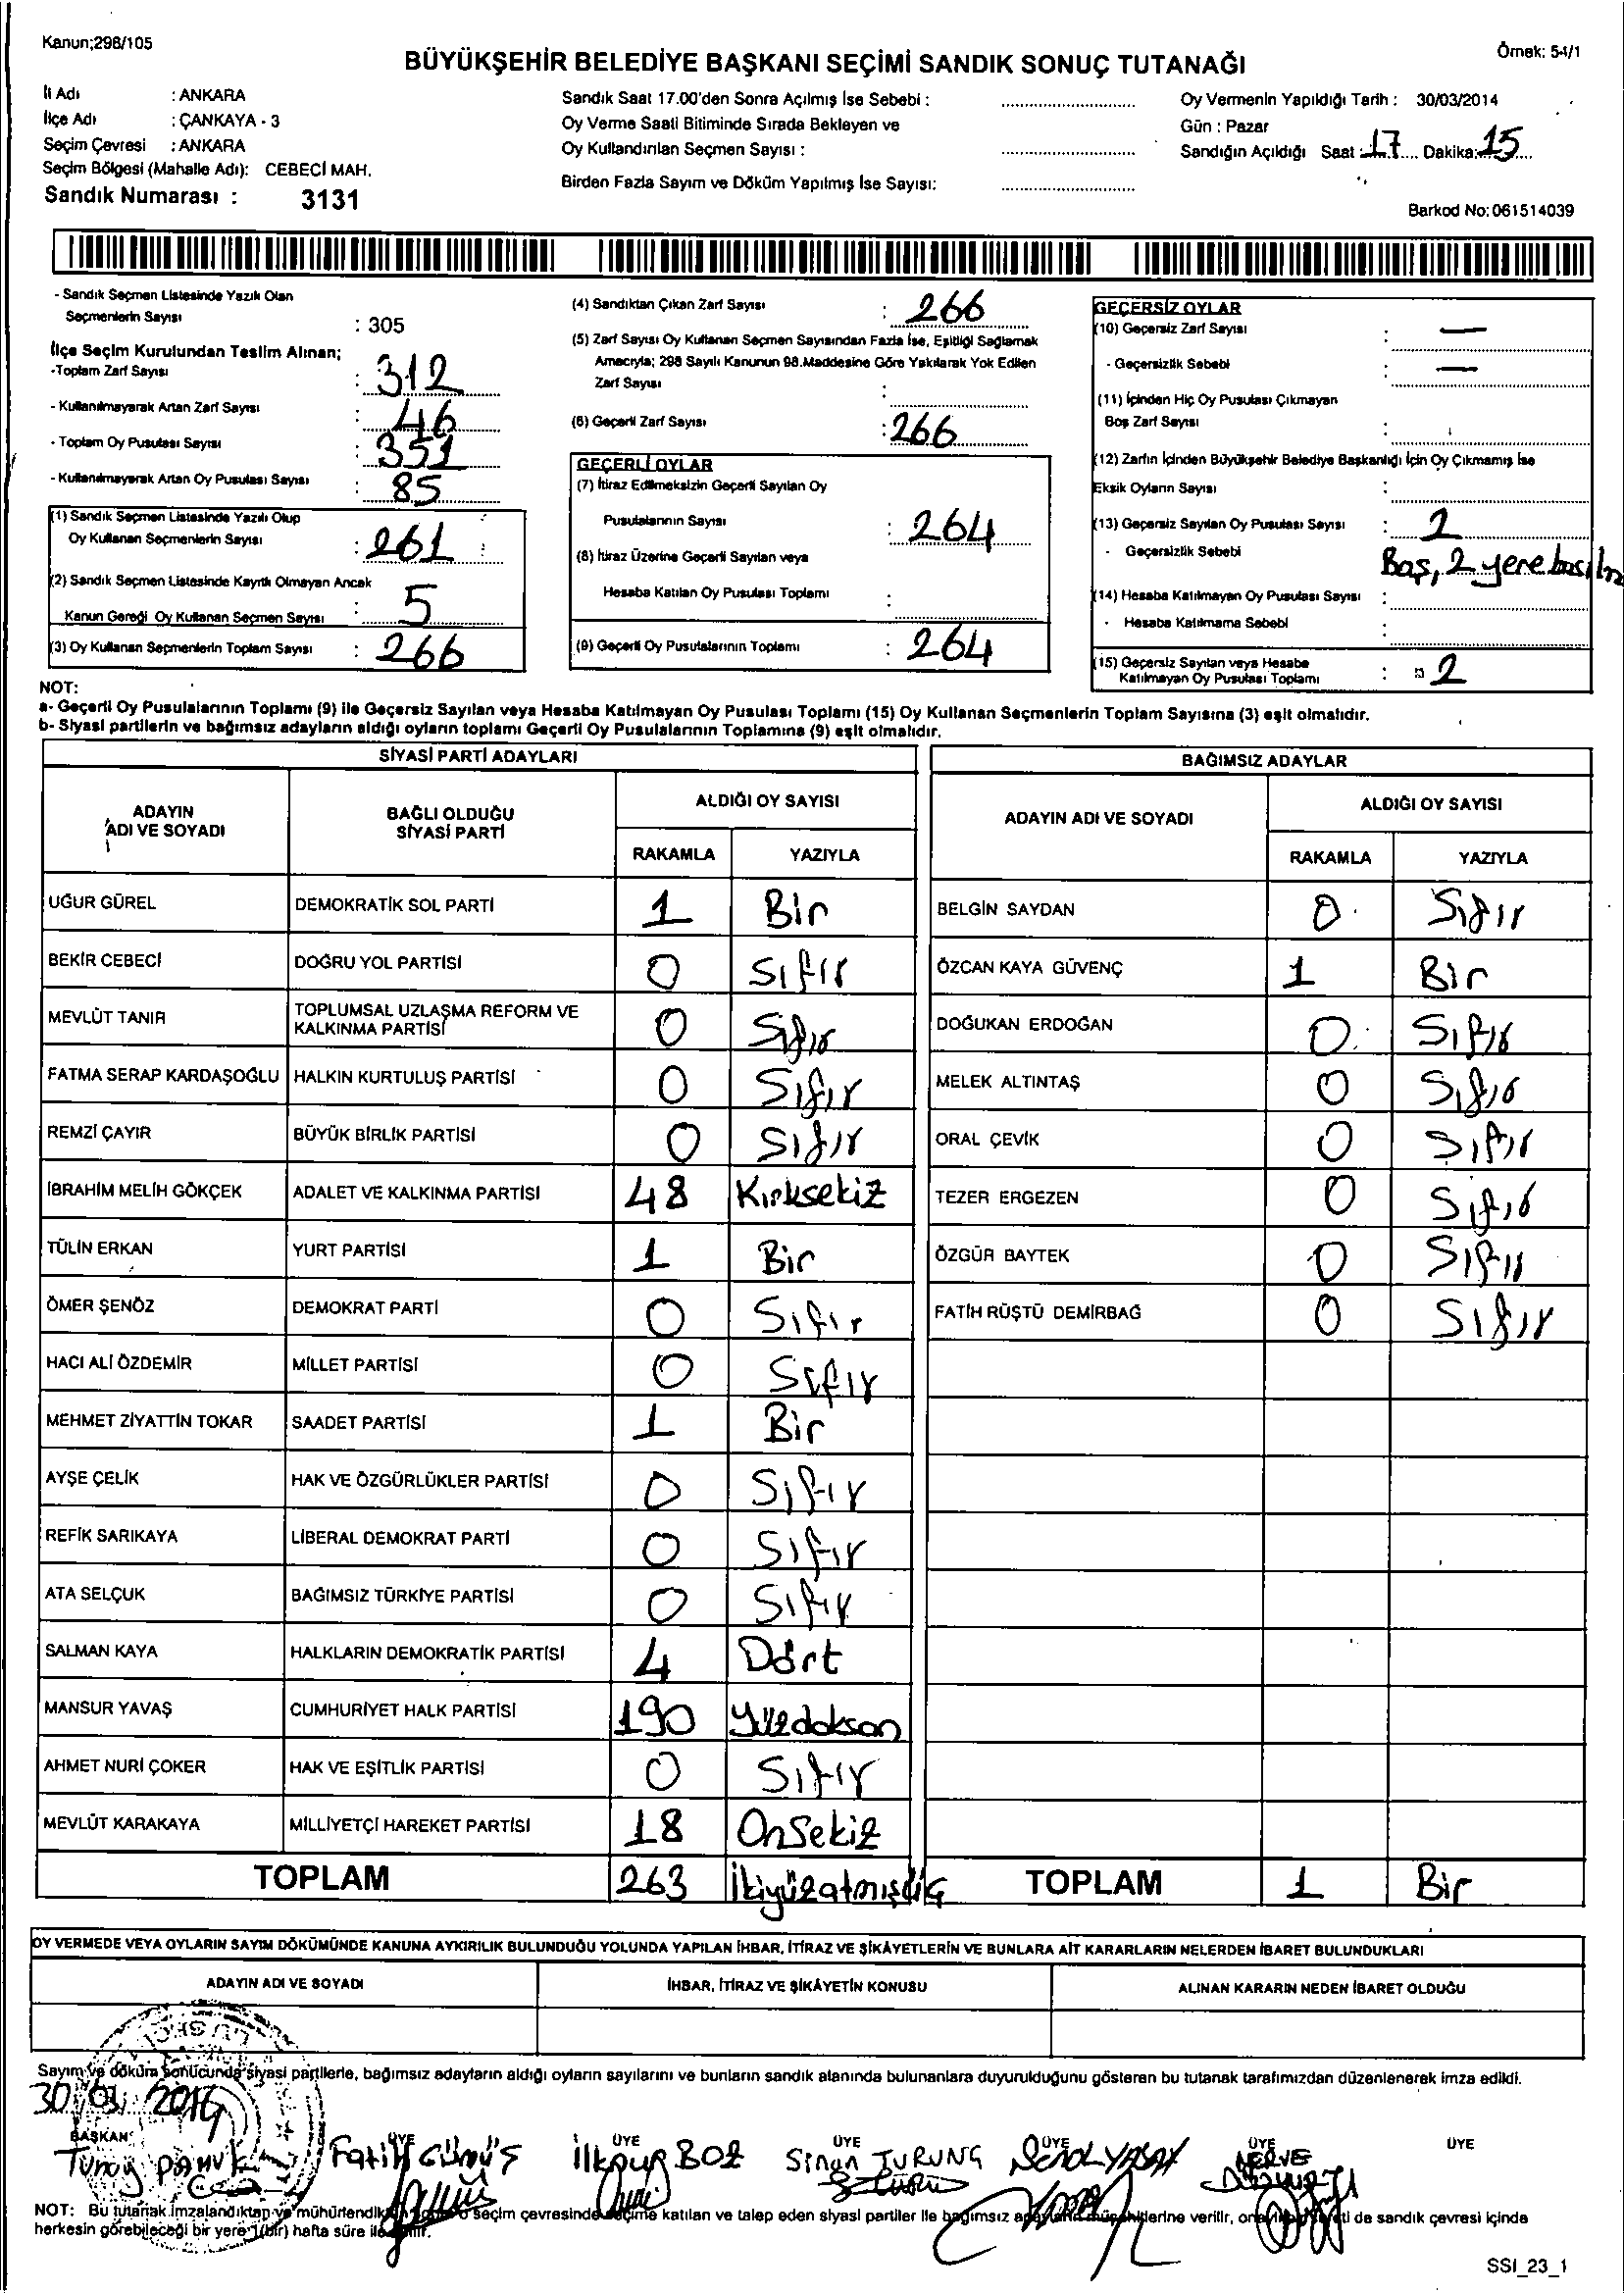 Kanun;298/105
Örnek: 54/1
BÜYÜKŞEHİR BELEDİYE BAŞKANI SEÇİMİ SANDIK SONUÇ TUTANAĞI
İl Adı : ANKARA
İlçe Adı : ÇANKAYA - 3
Seçim Çevresi : ANKARA
Seçim Bölgesi (Mahalle Adı): CEBECİ MAH.
Sandık Numarası : 3131
Sandık Saat 17.00'den Sonra Açılmış İse Sebebi :
Oy Verme Saati Bitiminde Sırada Bekleyen ve
Oy Kullandırılan Seçmen Sayısı :
Birden Fazla Sayım ve Döküm Yapılmış İse Sayısı:
Oy Vermenin Yapıldığı Tarih : 30/03/2014
Gün : Pazar
Sandığın Açıldığı Saat : 17 Dakika: 15
Barkod No: 061514039
- Sandık Seçmen Listesinde Yazılı Olan
Seçmenlerin Sayısı : 305
İlçe Seçim Kurulundan Teslim Alınan;
-Toplam Zarf Sayısı : 312
- Kullanılmayarak Artan Zarf Sayısı : 46
- Toplam Oy Pusulası Sayısı : 351
- Kullanılmayarak Artan Oy Pusulası Sayısı : 85
(1) Sandık Seçmen Listesinde Yazılı Olup
Oy Kullanan Seçmenlerin Sayısı : 261
(2) Sandık Seçmen Listesinde Kayıtlı Olmayan Ancak
Kanun Gereği Oy Kullanan Seçmen Sayısı : 5
(3) Oy Kullanan Seçmenlerin Toplam Sayısı : 266
(4) Sandıktan Çıkan Zarf Sayısı : 266
(5) Zarf Sayısı Oy Kullanan Seçmen Sayısından Fazla İse, Eşitliği Sağlamak
Amacıyla; 298 Sayılı Kanunun 98.Maddesine Göre Yakılarak Yok Edilen
Zarf Sayısı :
(6) Geçerli Zarf Sayısı : 266
GEÇERLİ OYLAR
(7) İtiraz Edilmeksizin Geçerli Sayılan Oy
Pusulalarının Sayısı : 264
(8) İtiraz Üzerine Geçerli Sayılan veya
Hesaba Katılan Oy Pusulası Toplamı :
(9) Geçerli Oy Pusulalarının Toplamı : 264
GEÇERSİZ OYLAR
(10) Geçersiz Zarf Sayısı : —
- Geçersizlik Sebebi : —
(11) İçinden Hiç Oy Pusulası Çıkmayan
Boş Zarf Sayısı :
(12) Zarfın İçinden Büyükşehir Belediye Başkanlığı İçin Oy Çıkmamış İse
Eksik Oyların Sayısı :
(13) Geçersiz Sayılan Oy Pusulası Sayısı : 2
- Geçersizlik Sebebi Boş, 2 yere
(14) Hesaba Katılmayan Oy Pusulası Sayısı :
- Hesaba Katılmama Sebebi :
(15) Geçersiz Sayılan veya Hesaba
Katılmayan Oy Pusulası Toplamı : 2
NOT:
a- Geçerli Oy Pusulalarının Toplamı (9) ile Geçersiz Sayılan veya Hesaba Katılmayan Oy Pusulası Toplamı (15) Oy Kullanan Seçmenlerin Toplam Sayısına (3) eşit olmalıdır.
b- Siyasi partilerin ve bağımsız adayların aldığı oyların toplamı Geçerli Oy Pusulalarının Toplamına (9) eşit olmalıdır.
SİYASİ PARTİ ADAYLARI
ADAYIN ADI VE SOYADI BAĞLI OLDUĞU SİYASİ PARTİ ALDIĞI OY SAYISI
RAKAMLA YAZIYLA
UĞUR GÜREL DEMOKRATİK SOL PARTİ 1 Bir
BEKİR CEBECİ DOĞRU YOL PARTİSİ 0 Sıfır
MEVLÜT TANIR TOPLUMSAL UZLAŞMA REFORM VE KALKINMA PARTİSİ 0 Sıfır
FATMA SERAP KARDAŞOĞLU HALKIN KURTULUŞ PARTİSİ 0 Sıfır
REMZİ ÇAYIR BÜYÜK BİRLİK PARTİSİ 0 Sıfır
İBRAHİM MELİH GÖKÇEK ADALET VE KALKINMA PARTİSİ 48 Kırksekiz
TÜLİN ERKAN YURT PARTİSİ 1 Bir
ÖMER ŞENÖZ DEMOKRAT PARTİ 0 Sıfır
HACI ALİ ÖZDEMİR MİLLET PARTİSİ 0 Sıfır
MEHMET ZİYATTİN TOKAR SAADET PARTİSİ 1 Bir
AYŞE ÇELİK HAK VE ÖZGÜRLÜKLER PARTİSİ 0 Sıfır
REFİK SARIKAYA LİBERAL DEMOKRAT PARTİ 0 Sıfır
ATA SELÇUK BAĞIMSIZ TÜRKİYE PARTİSİ 0 Sıfır
SALMAN KAYA HALKLARIN DEMOKRATİK PARTİSİ 4 Dört
MANSUR YAVAŞ CUMHURİYET HALK PARTİSİ 190 Yüzdoksan
AHMET NURİ ÇOKER HAK VE EŞİTLİK PARTİSİ 0 Sıfır
MEVLÜT KARAKAYA MİLLİYETÇİ HAREKET PARTİSİ 18 Onsekiz
TOPLAM 263 İkiyüzatmışüç
BAĞIMSIZ ADAYLAR
ADAYIN ADI VE SOYADI ALDIĞI OY SAYISI
RAKAMLA YAZIYLA
BELGİN SAYDAN 0 Sıfır
ÖZCAN KAYA GÜVENÇ 1 Bir
DOĞUKAN ERDOĞAN 0 Sıfır
MELEK ALTINTAŞ 0 Sıfır
ORAL ÇEVİK 0 Sıfır
TEZER ERGEZEN 0 Sıfır
ÖZGÜR BAYTEK 0 Sıfır
FATİH RÜŞTÜ DEMİRBAĞ 0 Sıfır
TOPLAM 1 Bir
OY VERMEDE VEYA OYLARIN SAYIM DÖKÜMÜNDE KANUNA AYKIRILIK BULUNDUĞU YOLUNDA YAPILAN İHBAR, İTİRAZ VE ŞİKÂYETLERİN VE BUNLARA AİT KARARLARIN NELERDEN İBARET BULUNDUKLARI
ADAYIN ADI VE SOYADI İHBAR, İTİRAZ VE ŞİKÂYETİN KONUSU ALINAN KARARIN NEDEN İBARET OLDUĞU
Sayım ve döküm sonucunda siyasi partilerle, bağımsız adayların aldığı oyların sayılarını ve bunların sandık alanında bulunanlara duyurulduğunu gösteren bu tutanak tarafımızdan düzenlenerek imza edildi.
30/03/2014
BAŞKAN ÜYE ÜYE ÜYE ÜYE ÜYE ÜYE
Fatih Gümüş BOZ Sinan TURUNÇ MERVE
NOT: Bu tutanak imzalandıktan ve mühürlendikten seçim çevresinde seçime katılan ve talep eden siyasi partiler ile bağımsız müşahitlerine verilir, de sandık çevresi içinde
herkesin görebileceği bir yere 1(bir) hafta süre ile
SSI_23_1